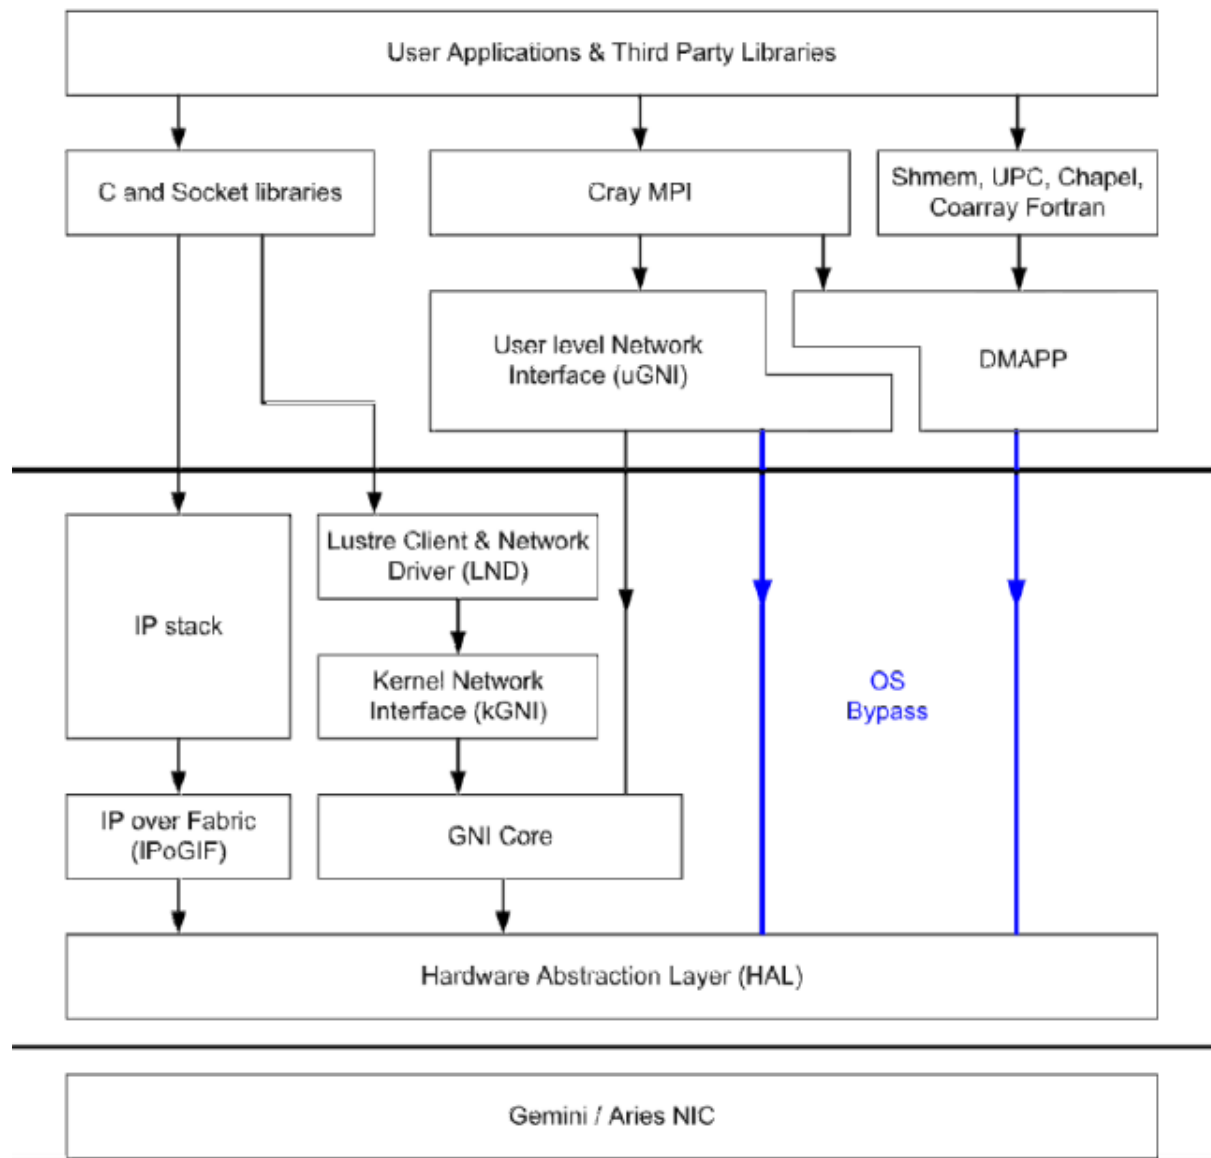 User Applications & Third Party Libraries
C and Socket libraries
Cray MPI
Shmem, UPC, Chapel,
Coarray Fortran
User level Network
Interface (uGNI)
DMAPP
IP stack
Lustre Client & Network
Driver (LND)
Kernel Network
Interface (kGNI)
OS
Bypass
IP over Fabric
(IPoGIF)
GNI Core
Hardware Abstraction Layer (HAL)
Gemini / Aries NIC